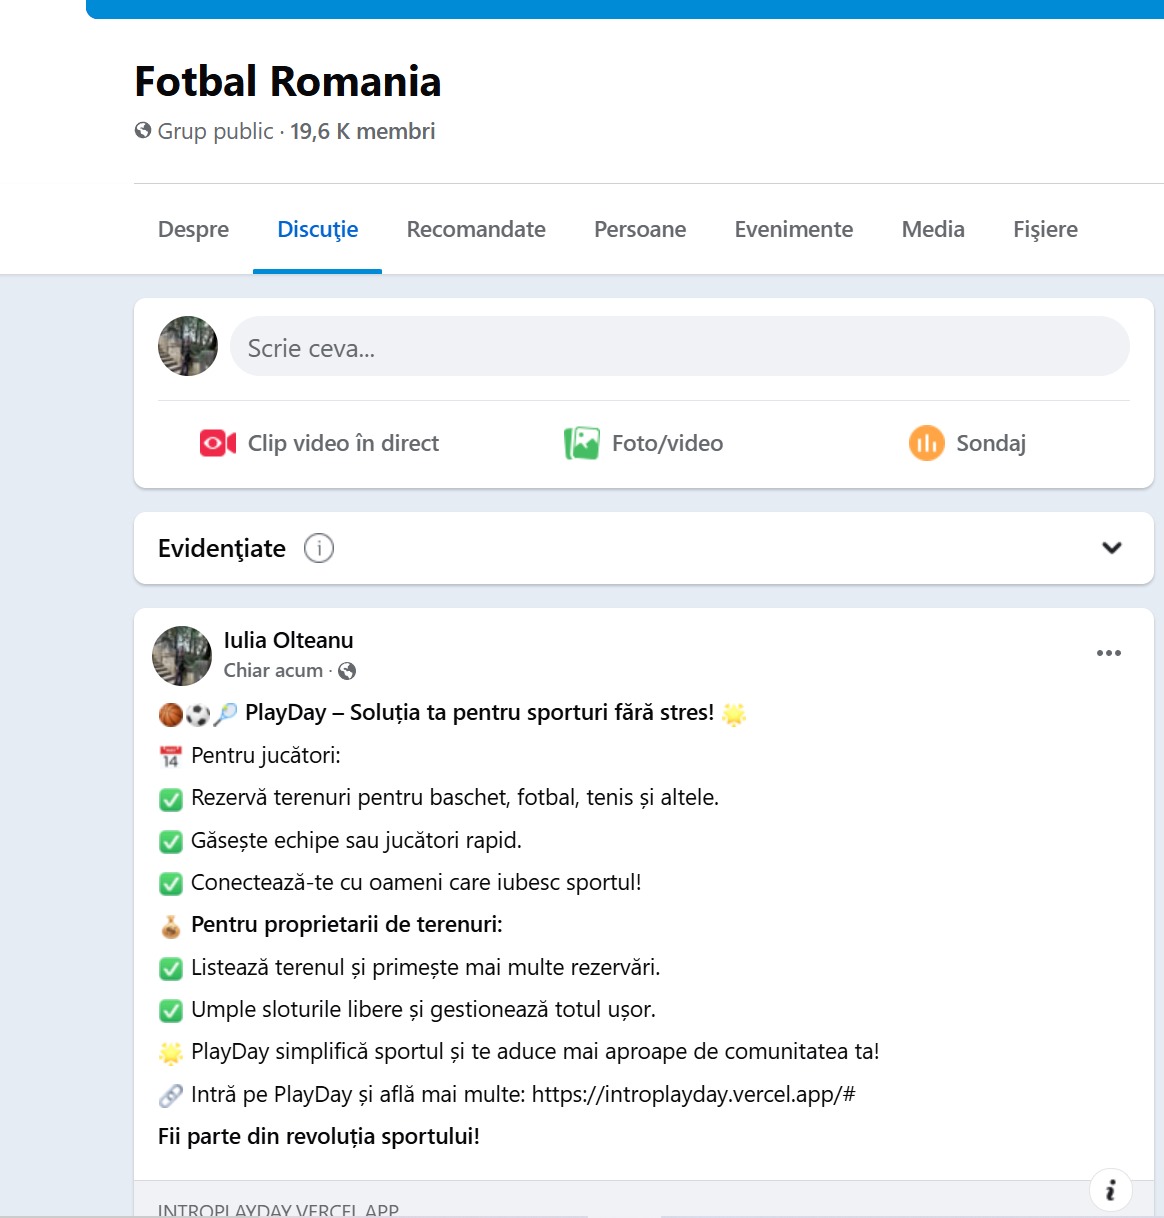 Fotbal Romania
Grup public · 19,6 K membri
Despre Discuţie Recomandate Persoane Evenimente Media Fişiere
Scrie ceva...
Clip video în direct Foto/video Sondaj
Evidenţiate
Iulia Olteanu
Chiar acum ·
PlayDay – Soluția ta pentru sporturi fără stres!
Pentru jucători:
Rezervă terenuri pentru baschet, fotbal, tenis și altele.
Găsește echipe sau jucători rapid.
Conectează-te cu oameni care iubesc sportul!
Pentru proprietarii de terenuri:
Listează terenul și primește mai multe rezervări.
Umple sloturile libere și gestionează totul ușor.
PlayDay simplifică sportul și te aduce mai aproape de comunitatea ta!
Intră pe PlayDay și află mai multe: https://introplayday.vercel.app/#
Fii parte din revoluția sportului!
INTROPLAYDAY.VERCEL.APP